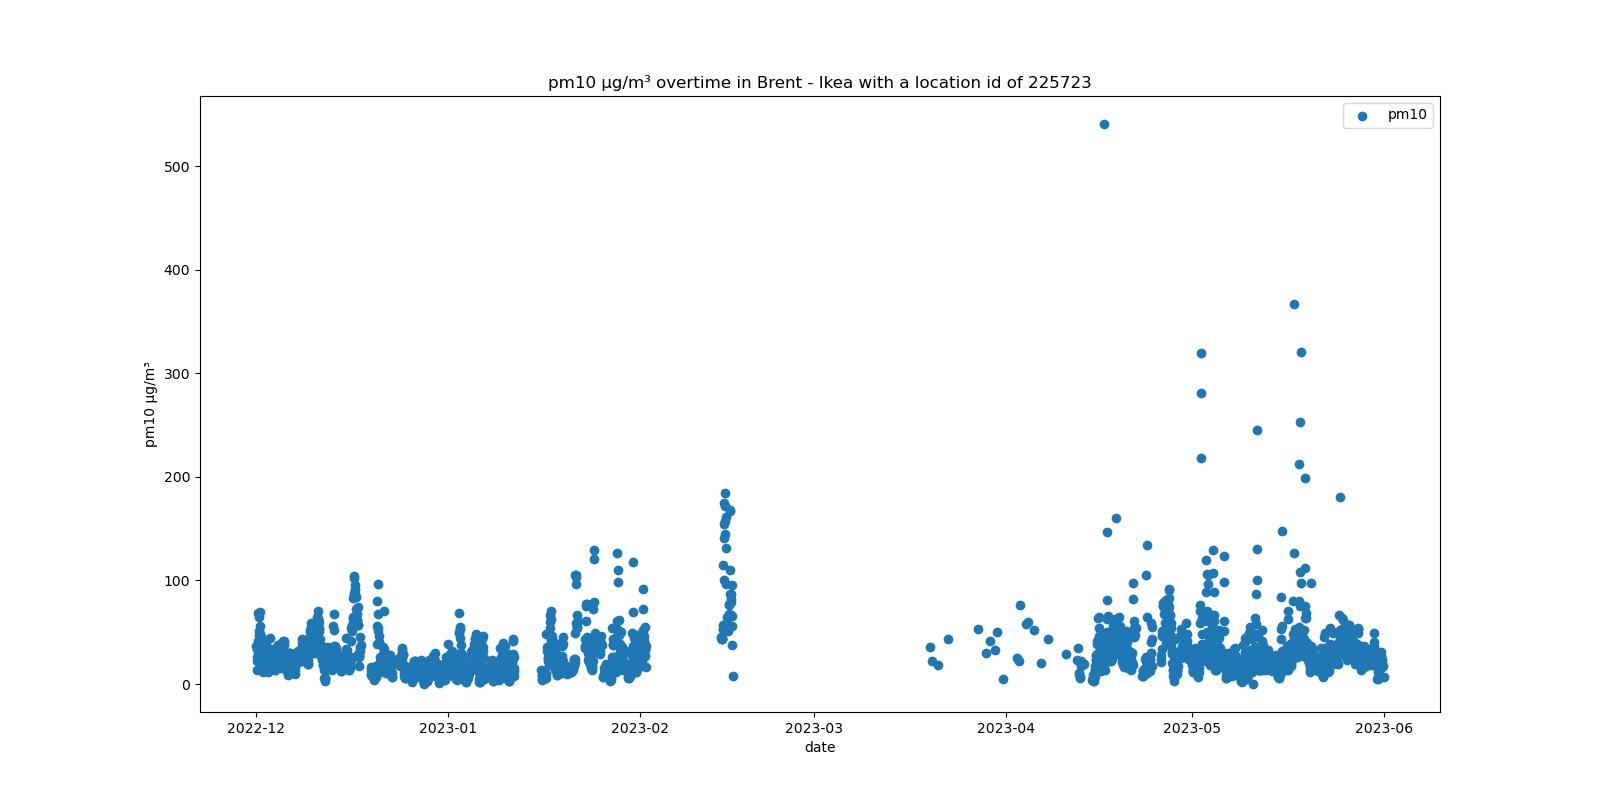 pm10 µg/m³ overtime in Brent - Ikea with a location id of 225723
pm10
500
400
300
200
100
0
pm10 µg/m³
2022-12 2023-01 2023-02 2023-03 2023-04 2023-05 2023-06
date